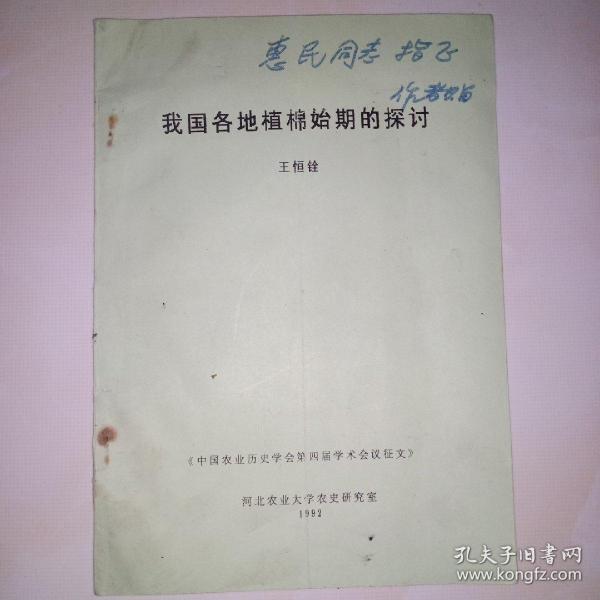 惠民同志指正
作者
我国各地植棉始期的探讨
王恒铨
《中国农业历史学会第四届学术会议征文》
河北农业大学农史研究室
1992
孔夫子旧书网
www.kongfz.com